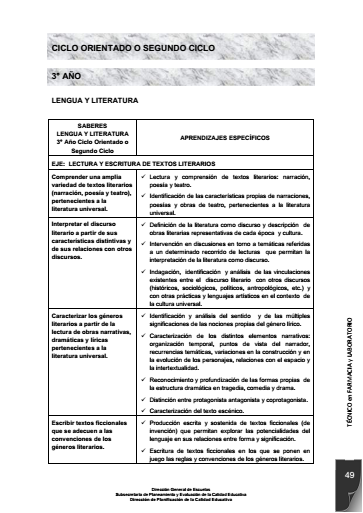 CICLO ORIENTADO O SEGUNDO CICLO
3° AÑO
LENGUA Y LITERATURA
SABERES
LENGUA Y LITERATURA
3° Año Ciclo Orientado o
Segundo Ciclo
APRENDIZAJES ESPECÍFICOS
EJE: LECTURA Y ESCRITURA DE TEXTOS LITERARIOS
Comprender una amplia
variedad de textos literarios
(narración, poesía y teatro),
pertenecientes a la
literatura universal.
✓ Lectura y comprensión de textos literarios: narración,
poesía y teatro.
✓ Identificación de las características propias de narraciones,
poesías y obras de teatro, pertenecientes a la literatura
universal.
Interpretar el discurso
literario a partir de sus
características distintivas y
de sus relaciones con otros
discursos.
✓ Definición de la literatura como discurso y descripción de
obras literarias representativas de cada época y cultura.
✓ Intervención en discusiones en torno a temáticas referidas
a un determinado recorrido de lecturas que permitan la
interpretación de la literatura como discurso.
✓ Indagación, identificación y análisis de las vinculaciones
existentes entre el discurso literario con otros discursos
(históricos, sociológicos, políticos, antropológicos, etc.) y
con otras prácticas y lenguajes artísticos en el contexto de
la cultura universal.
Caracterizar los géneros
literarios a partir de la
lectura de obras narrativas,
dramáticas y líricas
pertenecientes a la
literatura universal.
✓ Identificación y análisis del sentido y de las múltiples
significaciones de las nociones propias del género lírico.
✓ Caracterización de los distintos elementos narrativos:
organización temporal, puntos de vista del narrador,
recurrencias temáticas, variaciones en la construcción y en
la evolución de los personajes, relaciones con el espacio y
la intertextualidad.
✓ Reconocimiento y profundización de las formas propias de
la estructura dramática en tragedia, comedia y drama.
✓ Distinción entre protagonista antagonista y coprotagonista.
✓ Caracterización del texto escénico.
Escribir textos ficcionales
que se adecuen a las
convenciones de los
géneros literarios.
✓ Producción escrita y sostenida de textos ficcionales (de
invención) que permitan explorar las potencialidades del
lenguaje en sus relaciones entre forma y significación.
✓ Escritura de textos ficcionales en los que se ponen en
juego las reglas y convenciones de los géneros literarios.
TÉCNICO en FARMACIA y LABORATORIO
49
Dirección General de Escuelas
Subsecretaría de Planeamiento y Evaluación de la Calidad Educativa
Dirección de Planificación de la Calidad Educativa